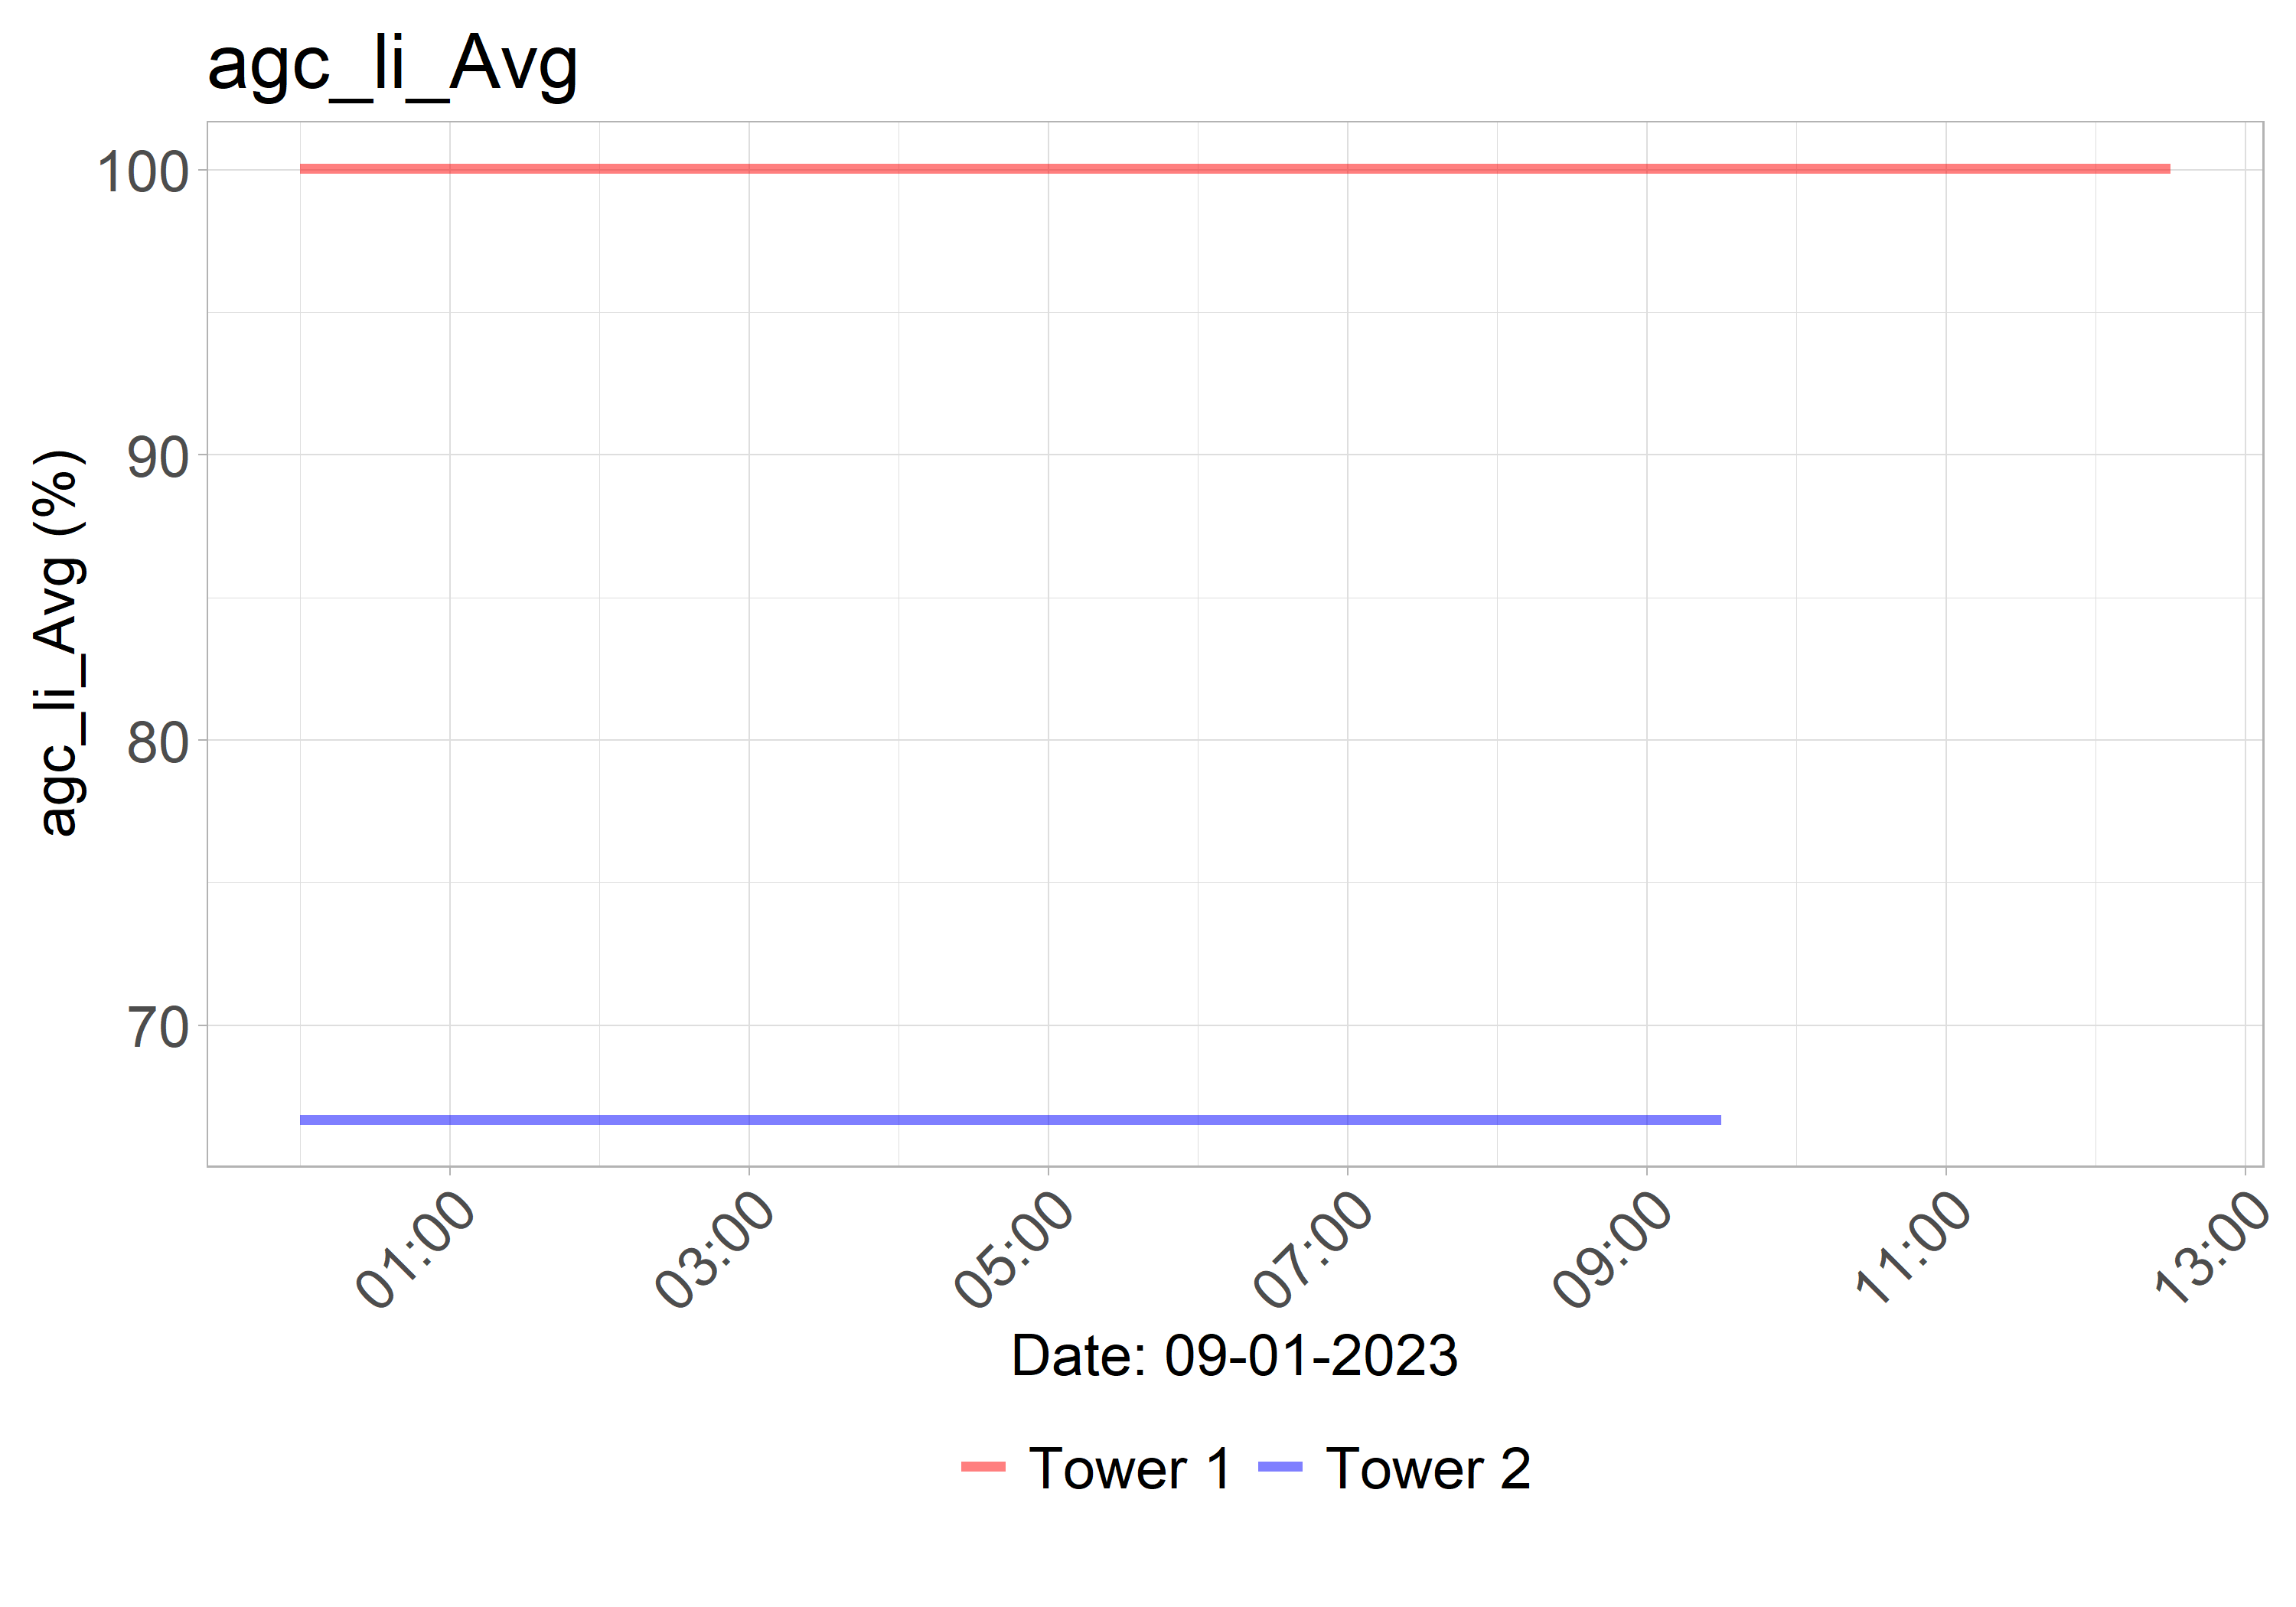 agc_li_Avg
agc_li_Avg (%)
100
90
80
70
01:00 03:00 05:00 07:00 09:00 11:00 13:00
Date: 09-01-2023
Tower 1 Tower 2